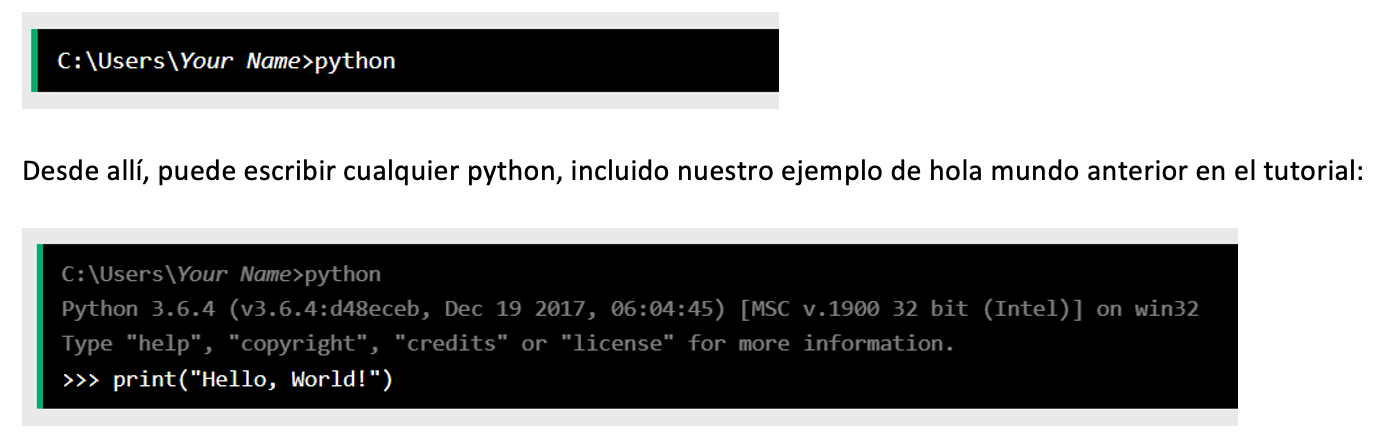 C:\Users\Your Name>python
Desde allí, puede escribir cualquier python, incluido nuestro ejemplo de hola mundo anterior en el tutorial:
C:\Users\Your Name>python
Python 3.6.4 (v3.6.4:d48eceb, Dec 19 2017, 06:04:45) [MSC v.1900 32 bit (Intel)] on win32
Type "help", "copyright", "credits" or "license" for more information.
>>> print("Hello, World!")